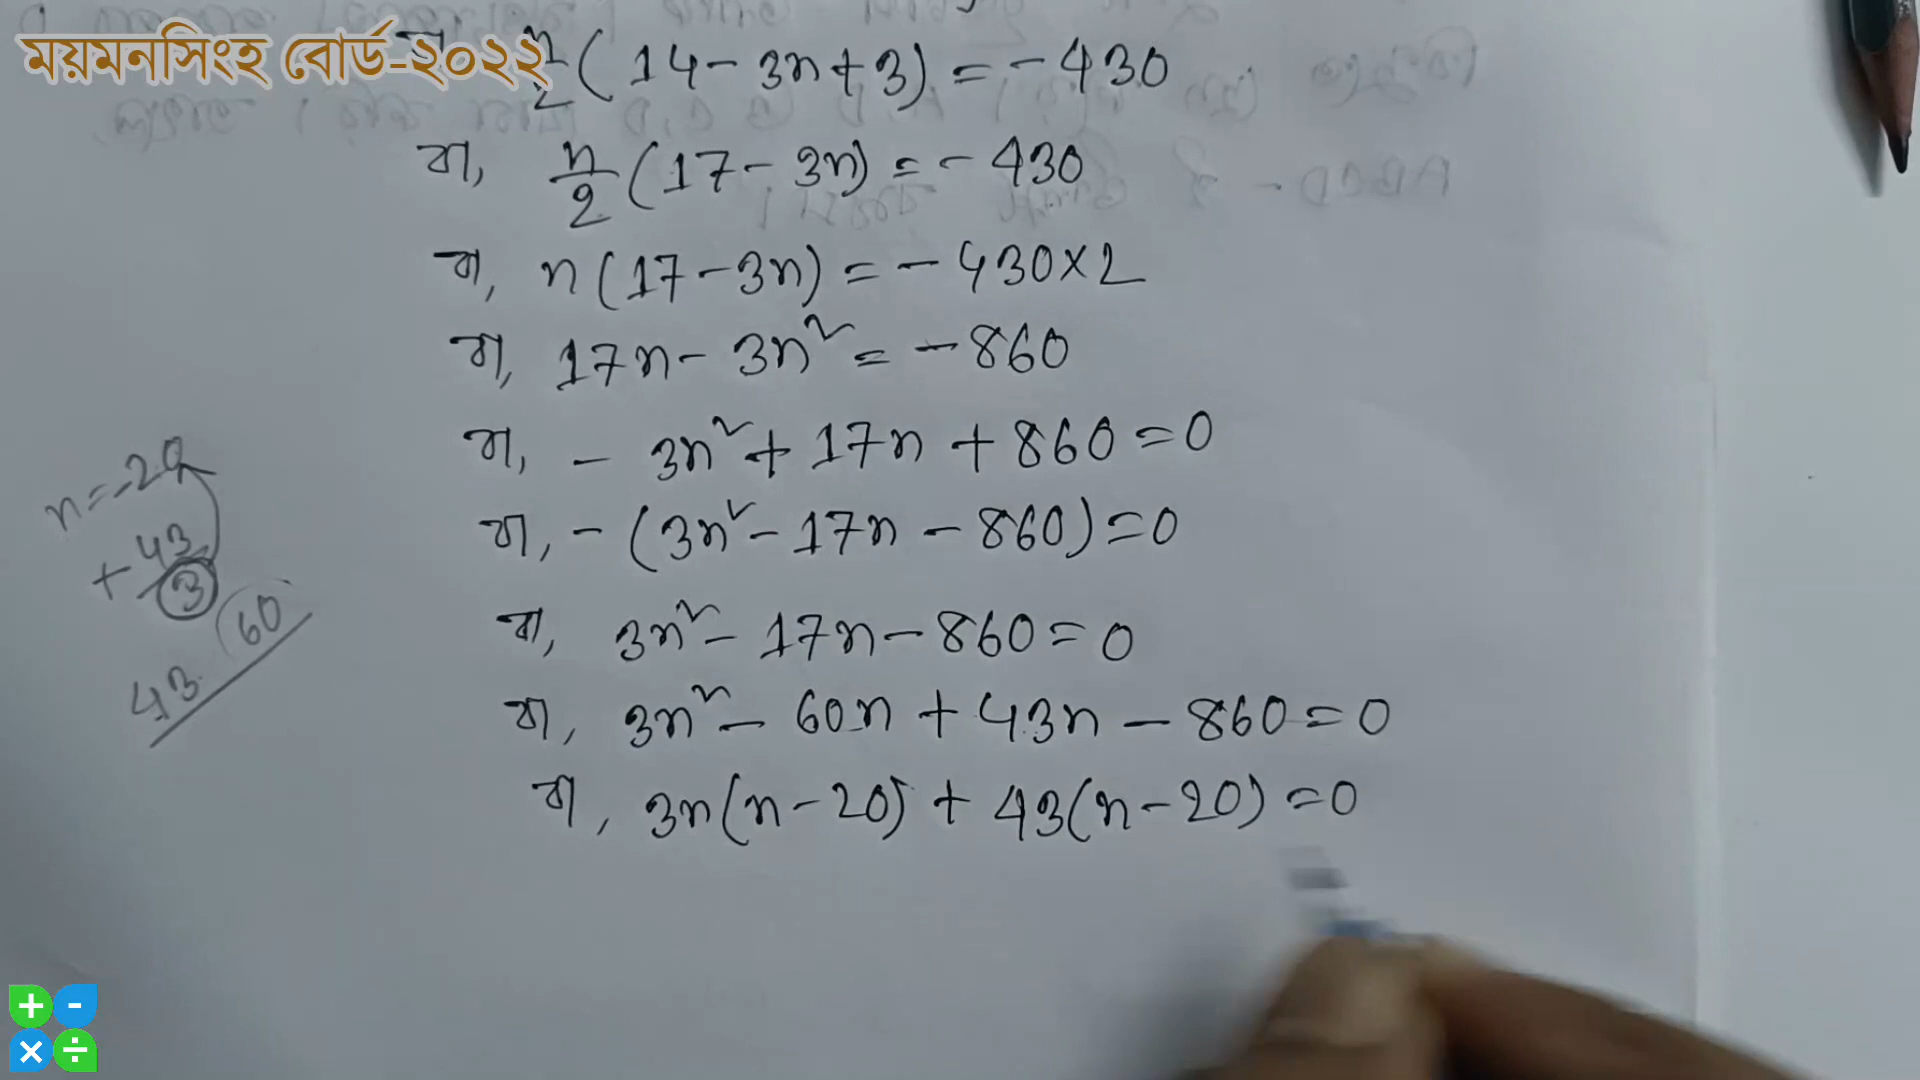 ময়মনসিংহ বোর্ড-২০২২
বা, n/2 (14 - 3n + 3) = - 430
বা, n/2 (17 - 3n) = - 430
বা, n (17 - 3n) = - 430 × 2
বা, 17n - 3n² = - 860
বা, - 3n² + 17n + 860 = 0
বা, - (3n² - 17n - 860) = 0
বা, 3n² - 17n - 860 = 0
বা, 3n² - 60n + 43n - 860 = 0
বা, 3n(n - 20) + 43(n - 20) = 0
n = -20
+ 43
3
60
43
+ -
× ÷